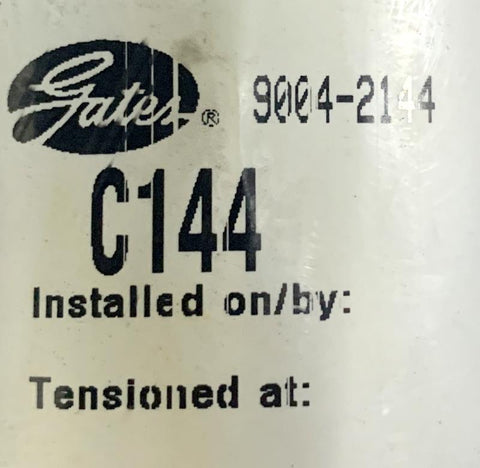 Gates® 9004-2144
C144
Installed on/by:
Tensioned at: